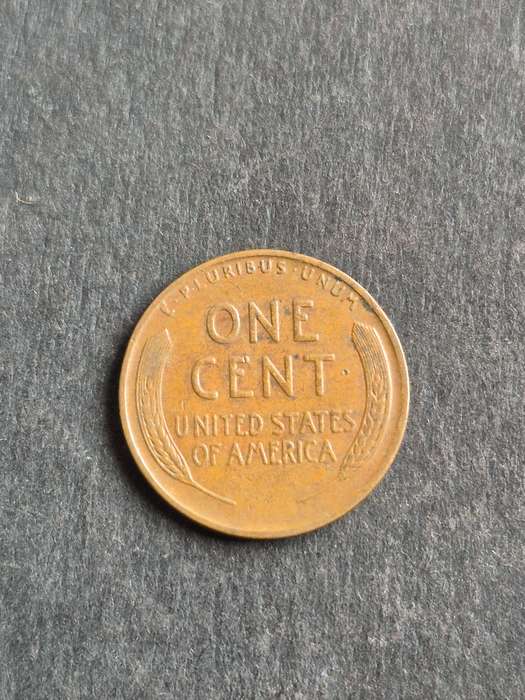 E · PLURIBUS · UNUM
ONE
CENT
UNITED STATES
OF AMERICA